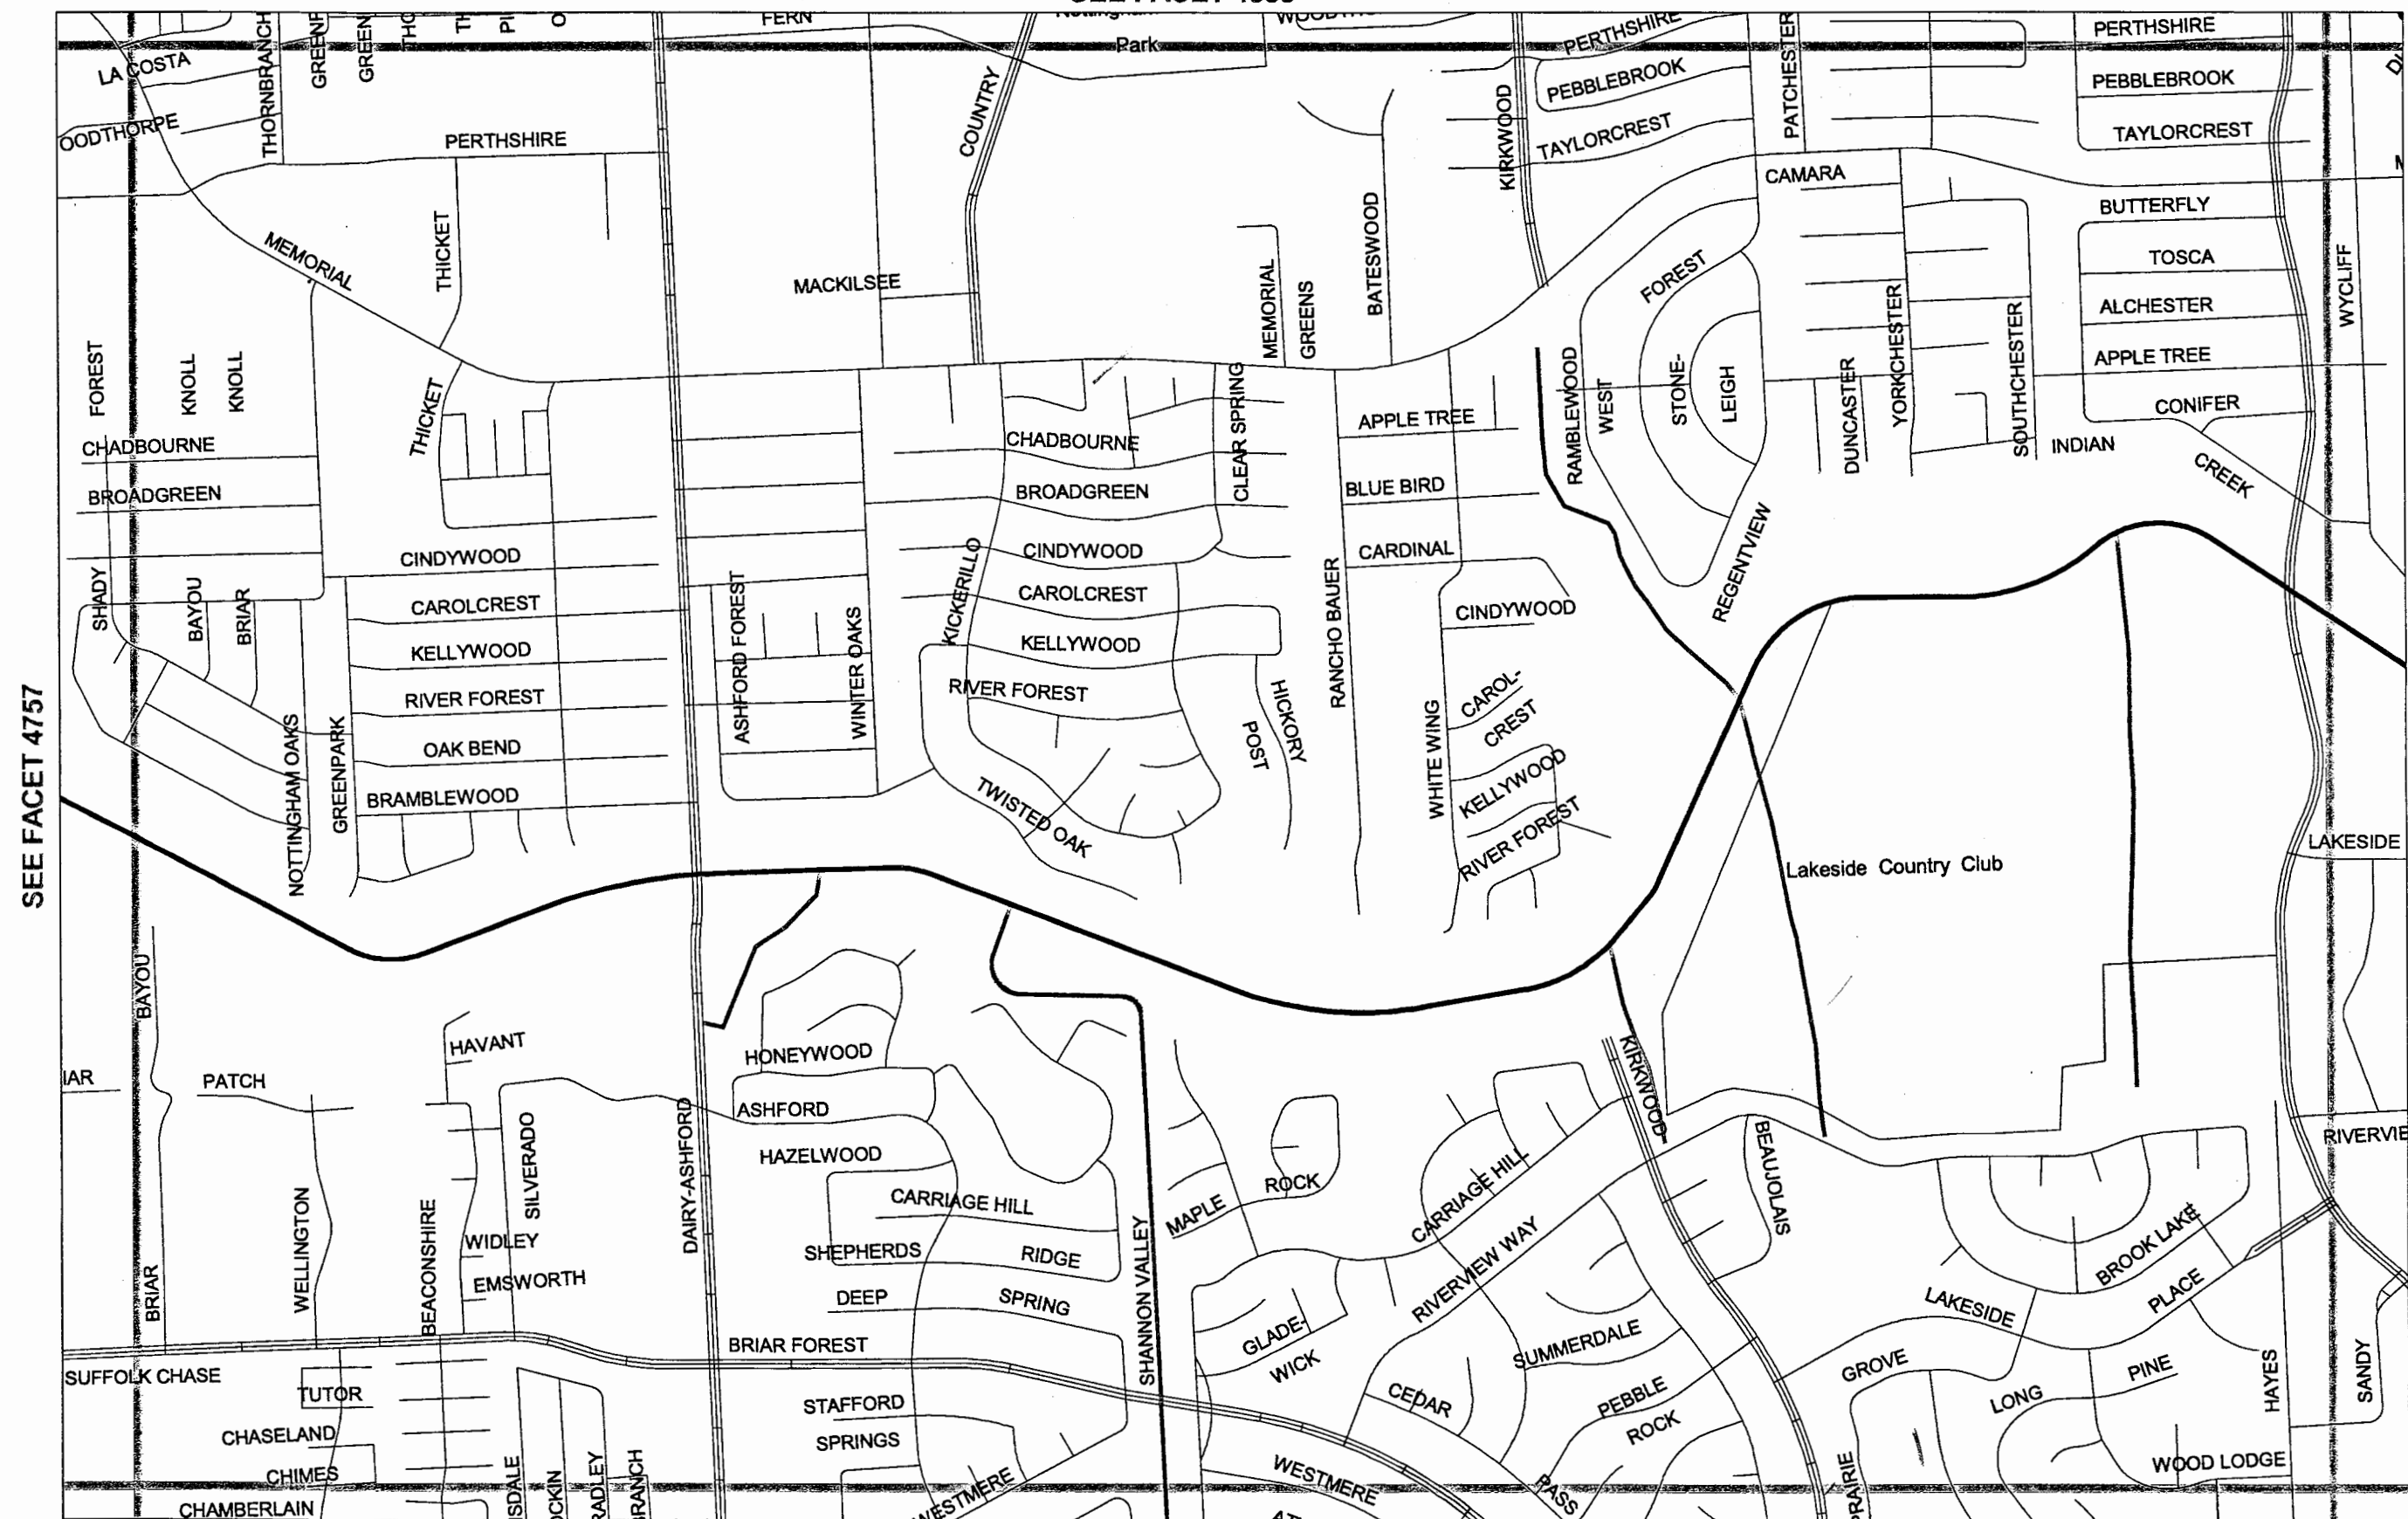 FERN
Park
PERTHSHIRE
PERTHSHIRE
LA COSTA
THORNBRANCH
GREEN
COUNTRY
KIRKWOOD
PEBBLEBROOK
PATCHESTER
PEBBLEBROOK
OODTHORPE
PERTHSHIRE
TAYLORCREST
TAYLORCREST
CAMARA
BUTTERFLY
MEMORIAL
THICKET
MACKILSEE
MEMORIAL
GREENS
BATESWOOD
FOREST
TOSCA
WYCLIFF
ALCHESTER
APPLE TREE
FOREST
KNOLL
KNOLL
THICKET
CLEAR SPRING
APPLE TREE
RAMBLEWOOD
WEST
STONE-
LEIGH
DUNCASTER
YORKCHESTER
SOUTHCHESTER
CONIFER
INDIAN
CREEK
CHADBOURNE
CHADBOURNE
BROADGREEN
BROADGREEN
BLUE BIRD
CINDYWOOD
CINDYWOOD
CARDINAL
REGENTVIEW
SHADY
BAYOU
BRIAR
CAROLCREST
ASHFORD FOREST
WINTER OAKS
KICKERILLO
CAROLCREST
RANCHO BAUER
CINDYWOOD
KELLYWOOD
KELLYWOOD
RIVER FOREST
RIVER FOREST
HICKORY
POST
WHITE WING
CAROL-
CREST
SEE FACET 4757
NOTTINGHAM OAKS
GREENPARK
OAK BEND
BRAMBLEWOOD
TWISTED OAK
KELLYWOOD
RIVER FOREST
Lakeside Country Club
LAKESIDE
BAYOU
HAVANT
HONEYWOOD
KIRKWOOD
IAR
PATCH
ASHFORD
RIVERVIE
SILVERADO
DAIRY-ASHFORD
HAZELWOOD
BEAUJOLAIS
WELLINGTON
BEACONSHIRE
CARRIAGE HILL
MAPLE
ROCK
CARRIAGE HILL
WIDLEY
SHEPHERDS
RIDGE
SHANNON VALLEY
RIVERVIEW WAY
BROOK LAKE
BRIAR
EMSWORTH
DEEP
SPRING
PLACE
LAKESIDE
BRIAR FOREST
GLADE-
WICK
SUMMERDALE
SUFFOLK CHASE
TUTOR
STAFFORD
SPRINGS
CEDAR
PEBBLE
ROCK
GROVE
LONG
PINE
HAYES
SANDY
CHASELAND
CHIMES
CHAMBERLAIN
WESTMERE
WESTMERE
PASS
PRAIRIE
WOOD LODGE
SDALE
OCKIN
RADLEY
BRANCH